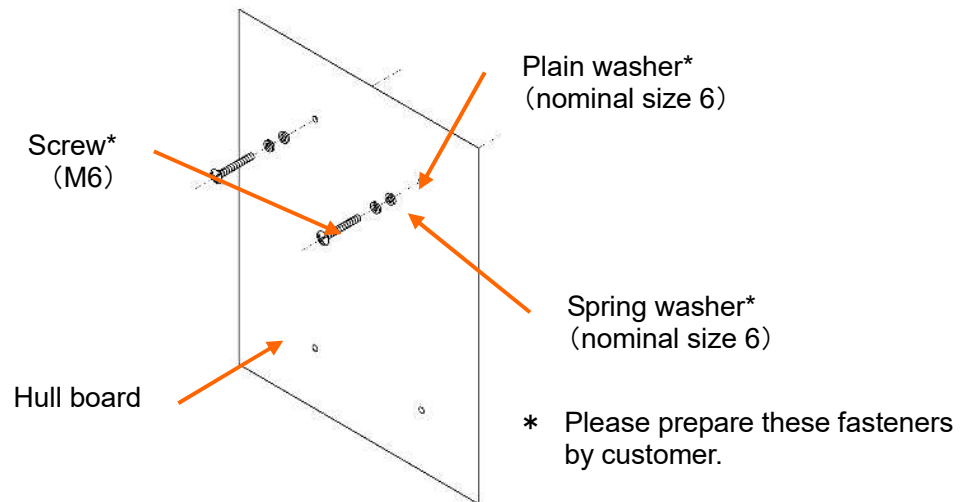 Plain washer*
（nominal size 6）
Screw*
（M6）
Spring washer*
（nominal size 6）
Hull board
* Please prepare these fasteners
by customer.